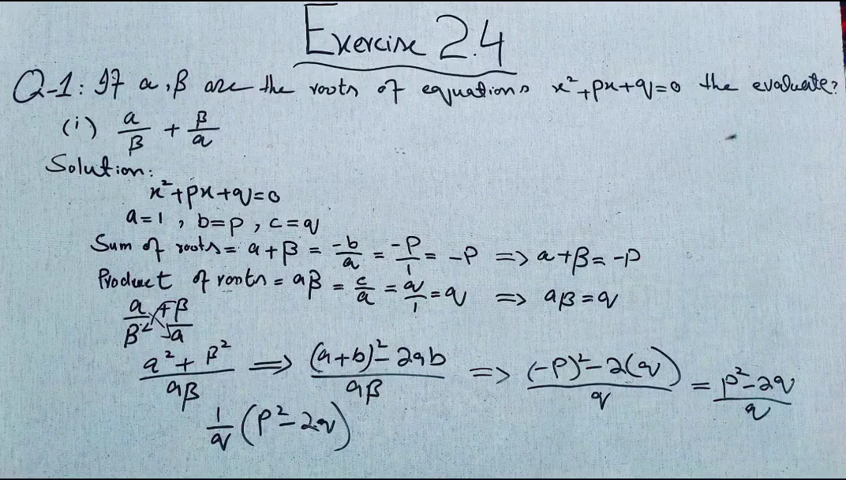 Exercise 2.4
Q-1: If α, β are the roots of equations x²+px+q=0 the evaluate?
(i) α/β + β/α
Solution:
x²+px+q=0
a=1, b=p, c=q
Sum of roots = α+β = -b/a = -P/1 = -P => α+β = -P
Product of roots = αβ = c/a = q/1 = q => αβ = q
α/β + β/α
α²+β²/αβ => (a+b)²-2ab/αβ => (-P)²-2(q)/q = p²-2q/q
1/q (P²-2q)